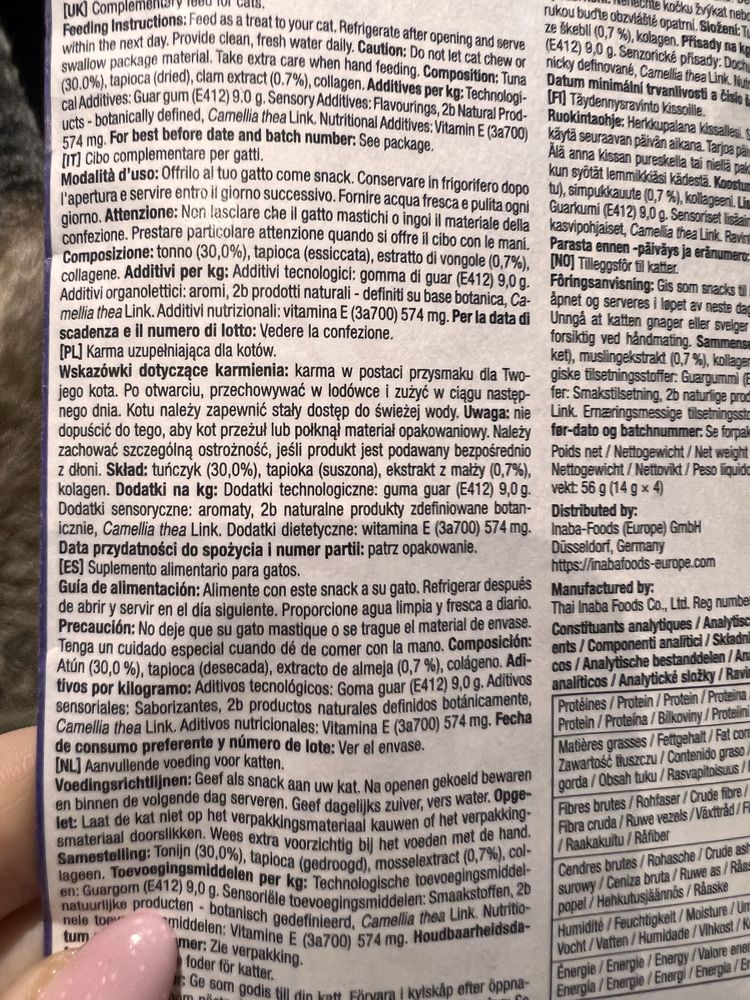 [UK] Complementary feed for cats.
Feeding Instructions: Feed as a treat to your cat. Refrigerate after opening and serve
within the next day. Provide clean, fresh water daily. Caution: Do not let cat chew or
swallow package material. Take extra care when hand feeding. Composition: Tuna
(30.0%), tapioca (dried), clam extract (0.7%), collagen. Additives per kg: Technologi-
cal Additives: Guar gum (E412) 9.0 g. Sensory Additives: Flavourings, 2b Natural Prod-
ucts - botanically defined, Camellia thea Link. Nutritional Additives: Vitamin E (3a700)
574 mg. For best before date and batch number: See package.
[IT] Cibo complementare per gatti.
Modalità d'uso: Offrilo al tuo gatto come snack. Conservare in frigorifero dopo
l'apertura e servire entro il giorno successivo. Fornire acqua fresca e pulita ogni
giorno. Attenzione: Non lasciare che il gatto mastichi o ingoi il materiale della
confezione. Prestare particolare attenzione quando si offre il cibo con le mani.
Composizione: tonno (30,0%), tapioca (essiccata), estratto di vongole (0,7%),
collagene. Additivi per kg: Additivi tecnologici: gomma di guar (E412) 9,0 g.
Additivi organolettici: aromi, 2b prodotti naturali - definiti su base botanica, Ca-
mellia thea Link. Additivi nutrizionali: vitamina E (3a700) 574 mg. Per la data di
scadenza e il numero di lotto: Vedere la confezione.
[PL] Karma uzupełniająca dla kotów.
Wskazówki dotyczące karmienia: karma w postaci przysmaku dla Two-
jego kota. Po otwarciu, przechowywać w lodówce i zużyć w ciągu następ-
nego dnia. Kotu należy zapewnić stały dostęp do świeżej wody. Uwaga: nie
dopuścić do tego, aby kot przeżuł lub połknął materiał opakowaniowy. Należy
zachować szczególną ostrożność, jeśli produkt jest podawany bezpośrednio
z dłoni. Skład: tuńczyk (30,0%), tapioka (suszona), ekstrakt z małży (0,7%),
kolagen. Dodatki na kg: Dodatki technologiczne: guma guar (E412) 9,0 g.
Dodatki sensoryczne: aromaty, 2b naturalne produkty zdefiniowane botan-
icznie, Camellia thea Link. Dodatki dietetyczne: witamina E (3a700) 574 mg.
Data przydatności do spożycia i numer partii: patrz opakowanie.
[ES] Suplemento alimentario para gatos.
Guía de alimentación: Alimente con este snack a su gato. Refrigerar después
de abrir y servir en el día siguiente. Proporcione agua limpia y fresca a diario.
Precaución: No deje que su gato mastique o se trague el material de envase.
Tenga un cuidado especial cuando dé de comer con la mano. Composición:
Atún (30,0 %), tapioca (desecada), extracto de almeja (0,7 %), colágeno. Adi-
tivos por kilogramo: Aditivos tecnológicos: Goma guar (E412) 9,0 g. Aditivos
sensoriales: Saborizantes, 2b productos naturales definidos botánicamente,
Camellia thea Link. Aditivos nutricionales: Vitamina E (3a700) 574 mg. Fecha
de consumo preferente y número de lote: Ver el envase.
[NL] Aanvullende voeding voor katten.
Voedingsrichtlijnen: Geef als snack aan uw kat. Na openen gekoeld bewaren
en binnen de volgende dag serveren. Geef dagelijks zuiver, vers water. Opge-
let: Laat de kat niet op het verpakkingsmateriaal kauwen of het verpakking-
smateriaal doorslikken. Wees extra voorzichtig bij het voeden met de hand.
Samestelling: Tonijn (30,0%), tapioca (gedroogd), mosselextract (0,7%), col-
lageen. Toevoegingsmiddelen per kg: Technologische toevoegingsmiddel-
en: Guargom (E412) 9,0 g. Sensoriële toevoegingsmiddelen: Smaakstoffen, 2b
natuurlijke producten - botanisch gedefinieerd, Camellia thea Link. Nutritio-
nele middelen: Vitamine E (3a700) 574 mg. Houdbaarheidsda-
tum mer: Zie verpakking.
foder för katter.
Ge som godis till din katt. Förvara i kylskåp efter öppna-
kočku žvýkat
rukou buďte obzvláště opatrní. Složení:
ze škeblí (0,7 %), kolagen. Přísady na
(E412) 9,0 g. Senzorické přísady:
nicky definované, Camellia thea Link.
Datum minimální trvanlivosti a číslo
[FI] Täydennysravinto kissoille.
Ruokintaohje: Herkkupalana kissallesi.
käytä seuraavan päivän aikana. Tarjoa
Älä anna kissan pureskella tai niellä
kun syötät lemmikkiäsi kädestä.
tu), simpukkauute (0,7 %), kollageeni.
Guarkumi (E412) 9,0 g. Sensoriset
kasvipohjaiset, Camellia thea Link.
Parasta ennen -päiväys ja eränumero:
[NO] Tilleggsfôr til katter.
Fôringsanvisning: Gis som snacks til
åpnet og serveres i løpet av neste
Unngå at katten gnager eller svelger
forsiktig ved håndmating.
ket), muslingekstrakt (0,7 %),
giske tilsetningsstoffer: Guargummi
fer: Smakstilsetning, 2b naturlige
Link. Ernæringsmessige
før-dato og batchnummer: Se
Poids net / Nettogewicht / Net weight
Nettogewicht / Nettovikt / Peso
vekt: 56 g (14 g × 4)
Distributed by:
Inaba-Foods (Europe) GmbH
Düsseldorf, Germany
https://inabafoods-europe.com
Manufactured by:
Thai Inaba Foods Co., Ltd. Reg
Constituants analytiques /
ents / Componenti analitici /
cos / Analytische bestanddelen /
analíticos / Analytické složky /
Protéines / Protein / Protein / Proteina
Protein / Proteína / Bílkoviny /
Matières grasses / Fettgehalt / Fat
Zawartość tłuszczu / Contenido
gorda / Obsah tuku / Rasvapitoisuus /
Fibres brutes / Rohfaser / Crude fibre /
Fibra cruda / Ruwe vezels / Växttråd /
/ Raakakuitu / Råfiber
Cendres brutes / Rohasche / Crude
surowy / Ceniza bruta / Ruwe as /
popel / Hehkutusjäännös / Råaske
Humidité / Feuchtigkeit / Moisture /
Vocht / Vatten / Humidade / Vlhkost /
Énergie / Energie / Energy / Valore
Energía / Energie / Energi / Energia /